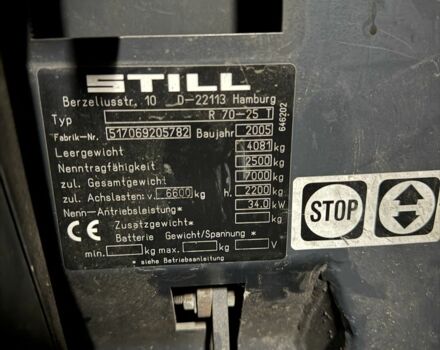 STILL
Berzeliusstr. 10 D-22113 Hamburg
Typ R 70-25 T
Fabrik-Nr. 517069205782 Baujahr 2005
Leergewicht 4081 kg
Nenntragfähigkeit 2500 kg
zul. Gesamtgewicht 7000 kg
zul. Achslasten v. 6600 kg h. 2200 kg
Nenn-Antriebsleistung* 34.0 kW
CE Zusatzgewicht* kg
Batterie Gewicht/Spannung *
min. kg max. kg V
* siehe Betriebsanleitung
646202
STOP